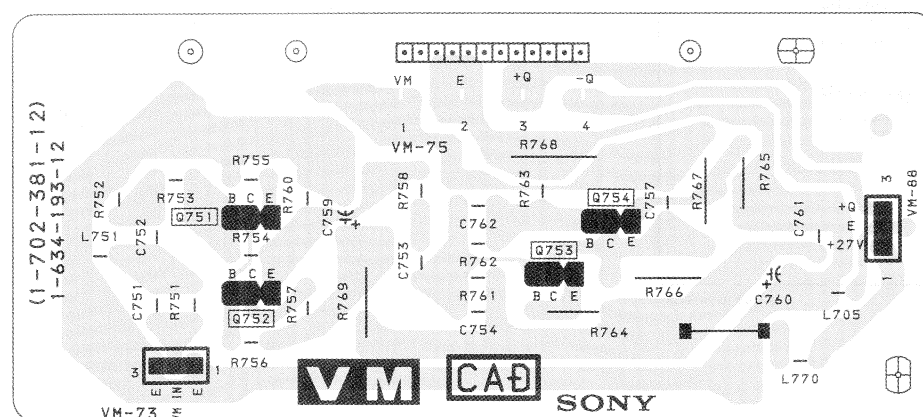 VM E +Q -Q
1 2 3 4
VM-75
R768
(1-702-381-12)
1-634-193-12
R752
L751
R753
C752
R755
B C E
Q751
R754
R760
C759
+
R758
C753
C762
R762
R761
C754
R763
Q754
B C E
Q753
B C E
C757
R767
R765
C761
3
VM-88
+Q
E
+27V
1
+
C760
L705
L770
R766
R764
C751
R751
B C E
Q752
R756
R757
R769
3 1
E VM IN E
VM-73
VM
CAD
SONY